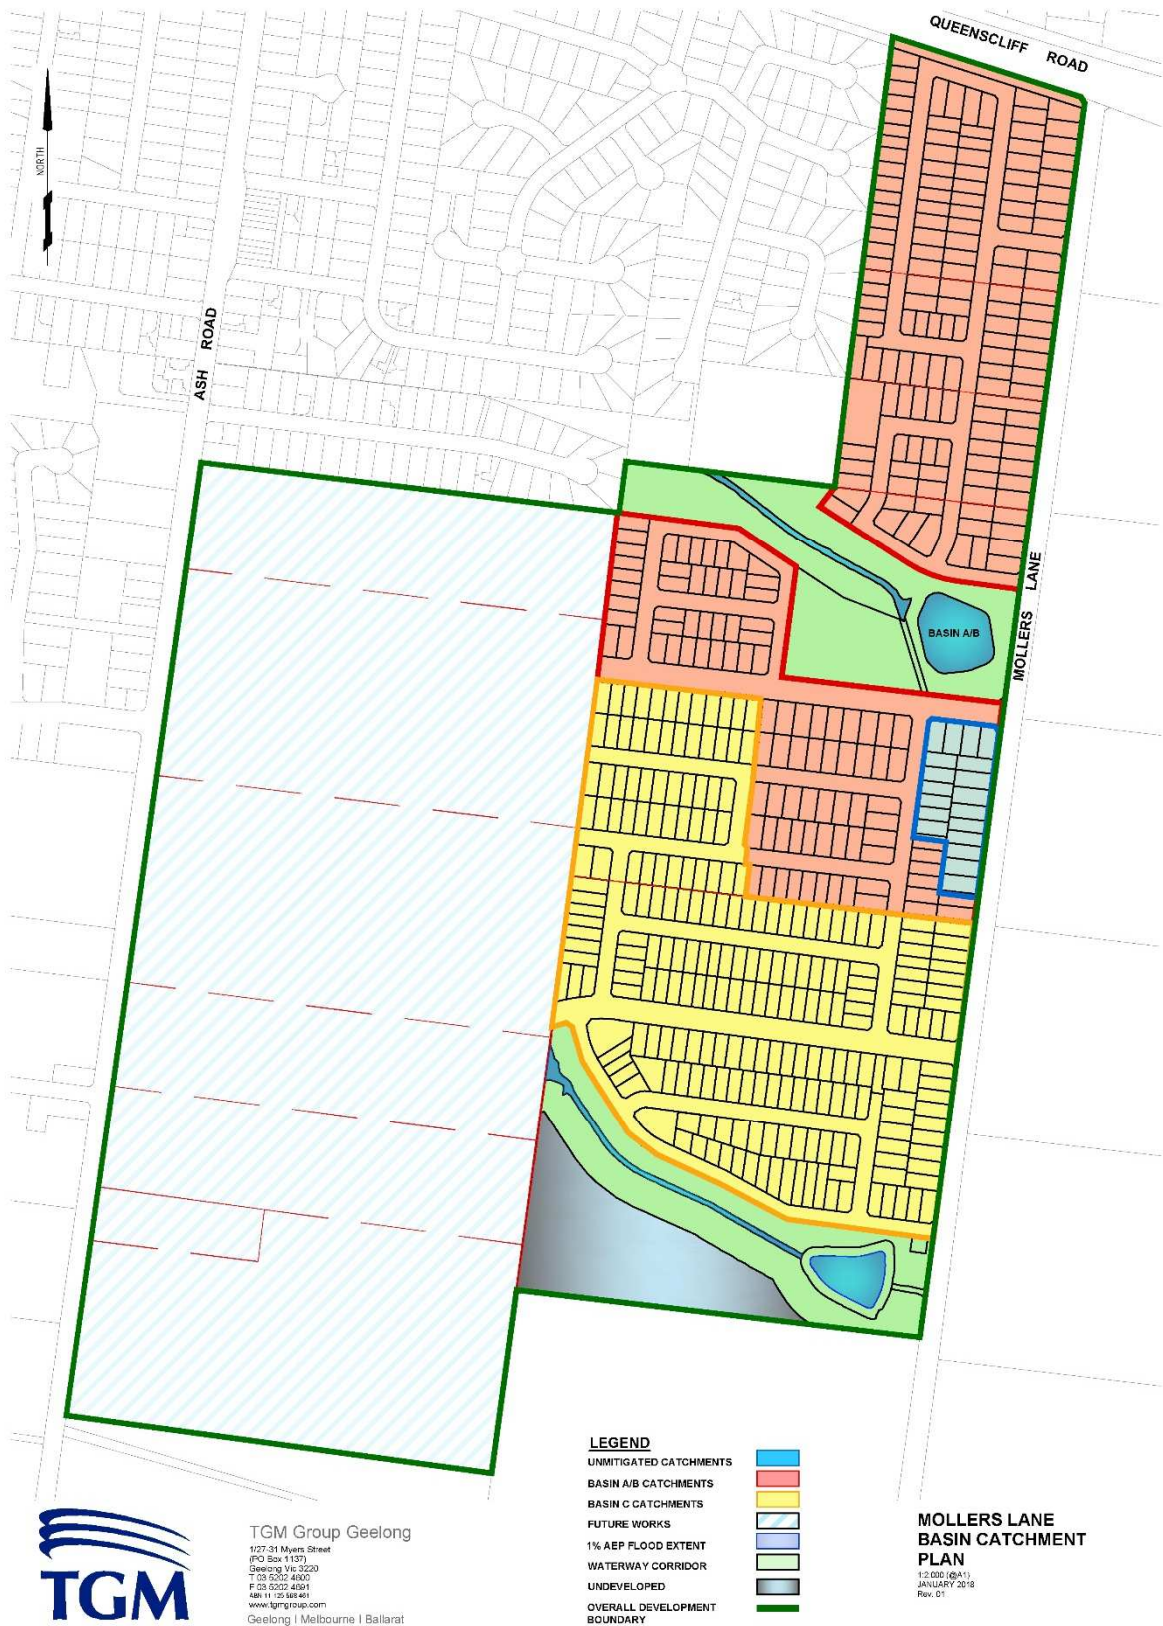 QUEENSCLIFF ROAD
NORTH
ASH ROAD
MOLLERS LANE
BASIN A/B
LEGEND
UNMITIGATED CATCHMENTS
BASIN A/B CATCHMENTS
BASIN C CATCHMENTS
FUTURE WORKS
1% AEP FLOOD EXTENT
WATERWAY CORRIDOR
UNDEVELOPED
OVERALL DEVELOPMENT
BOUNDARY
TGM
TGM Group Geelong
1/27-31 Myers Street
(PO Box 1137)
Geelong Vic 3220
T 03 5202 4600
F 03 5202 4691
www.tgmgroup.com
Geelong | Melbourne | Ballarat
MOLLERS LANE
BASIN CATCHMENT
PLAN
1:2 000 (@A1)
JANUARY 2018
Rev. 01